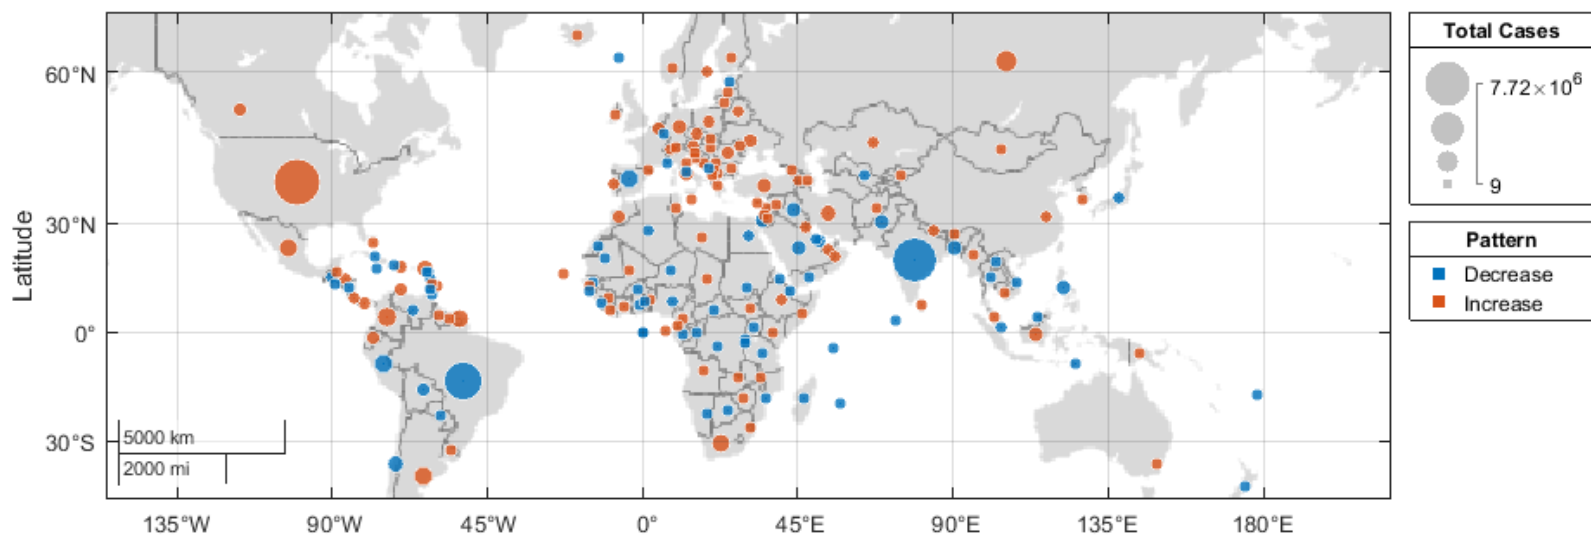 Total Cases
7.72×10⁶
9
Pattern
Decrease
Increase
Latitude
60°N
30°N
0°
30°S
5000 km
2000 mi
135°W
90°W
45°W
0°
45°E
90°E
135°E
180°E